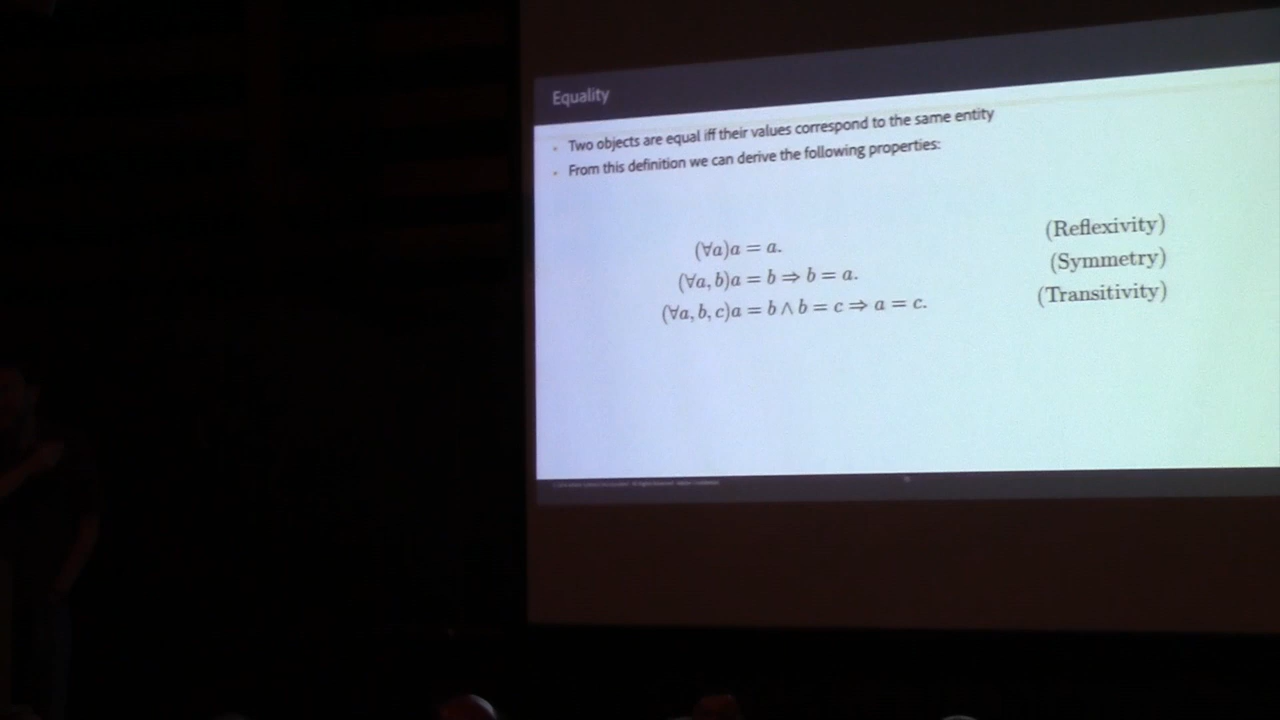 Equality
• Two objects are equal iff their values correspond to the same entity
• From this definition we can derive the following properties:
(∀a)a = a. (Reflexivity)
(∀a, b)a = b ⇒ b = a. (Symmetry)
(∀a, b, c)a = b ∧ b = c ⇒ a = c. (Transitivity)